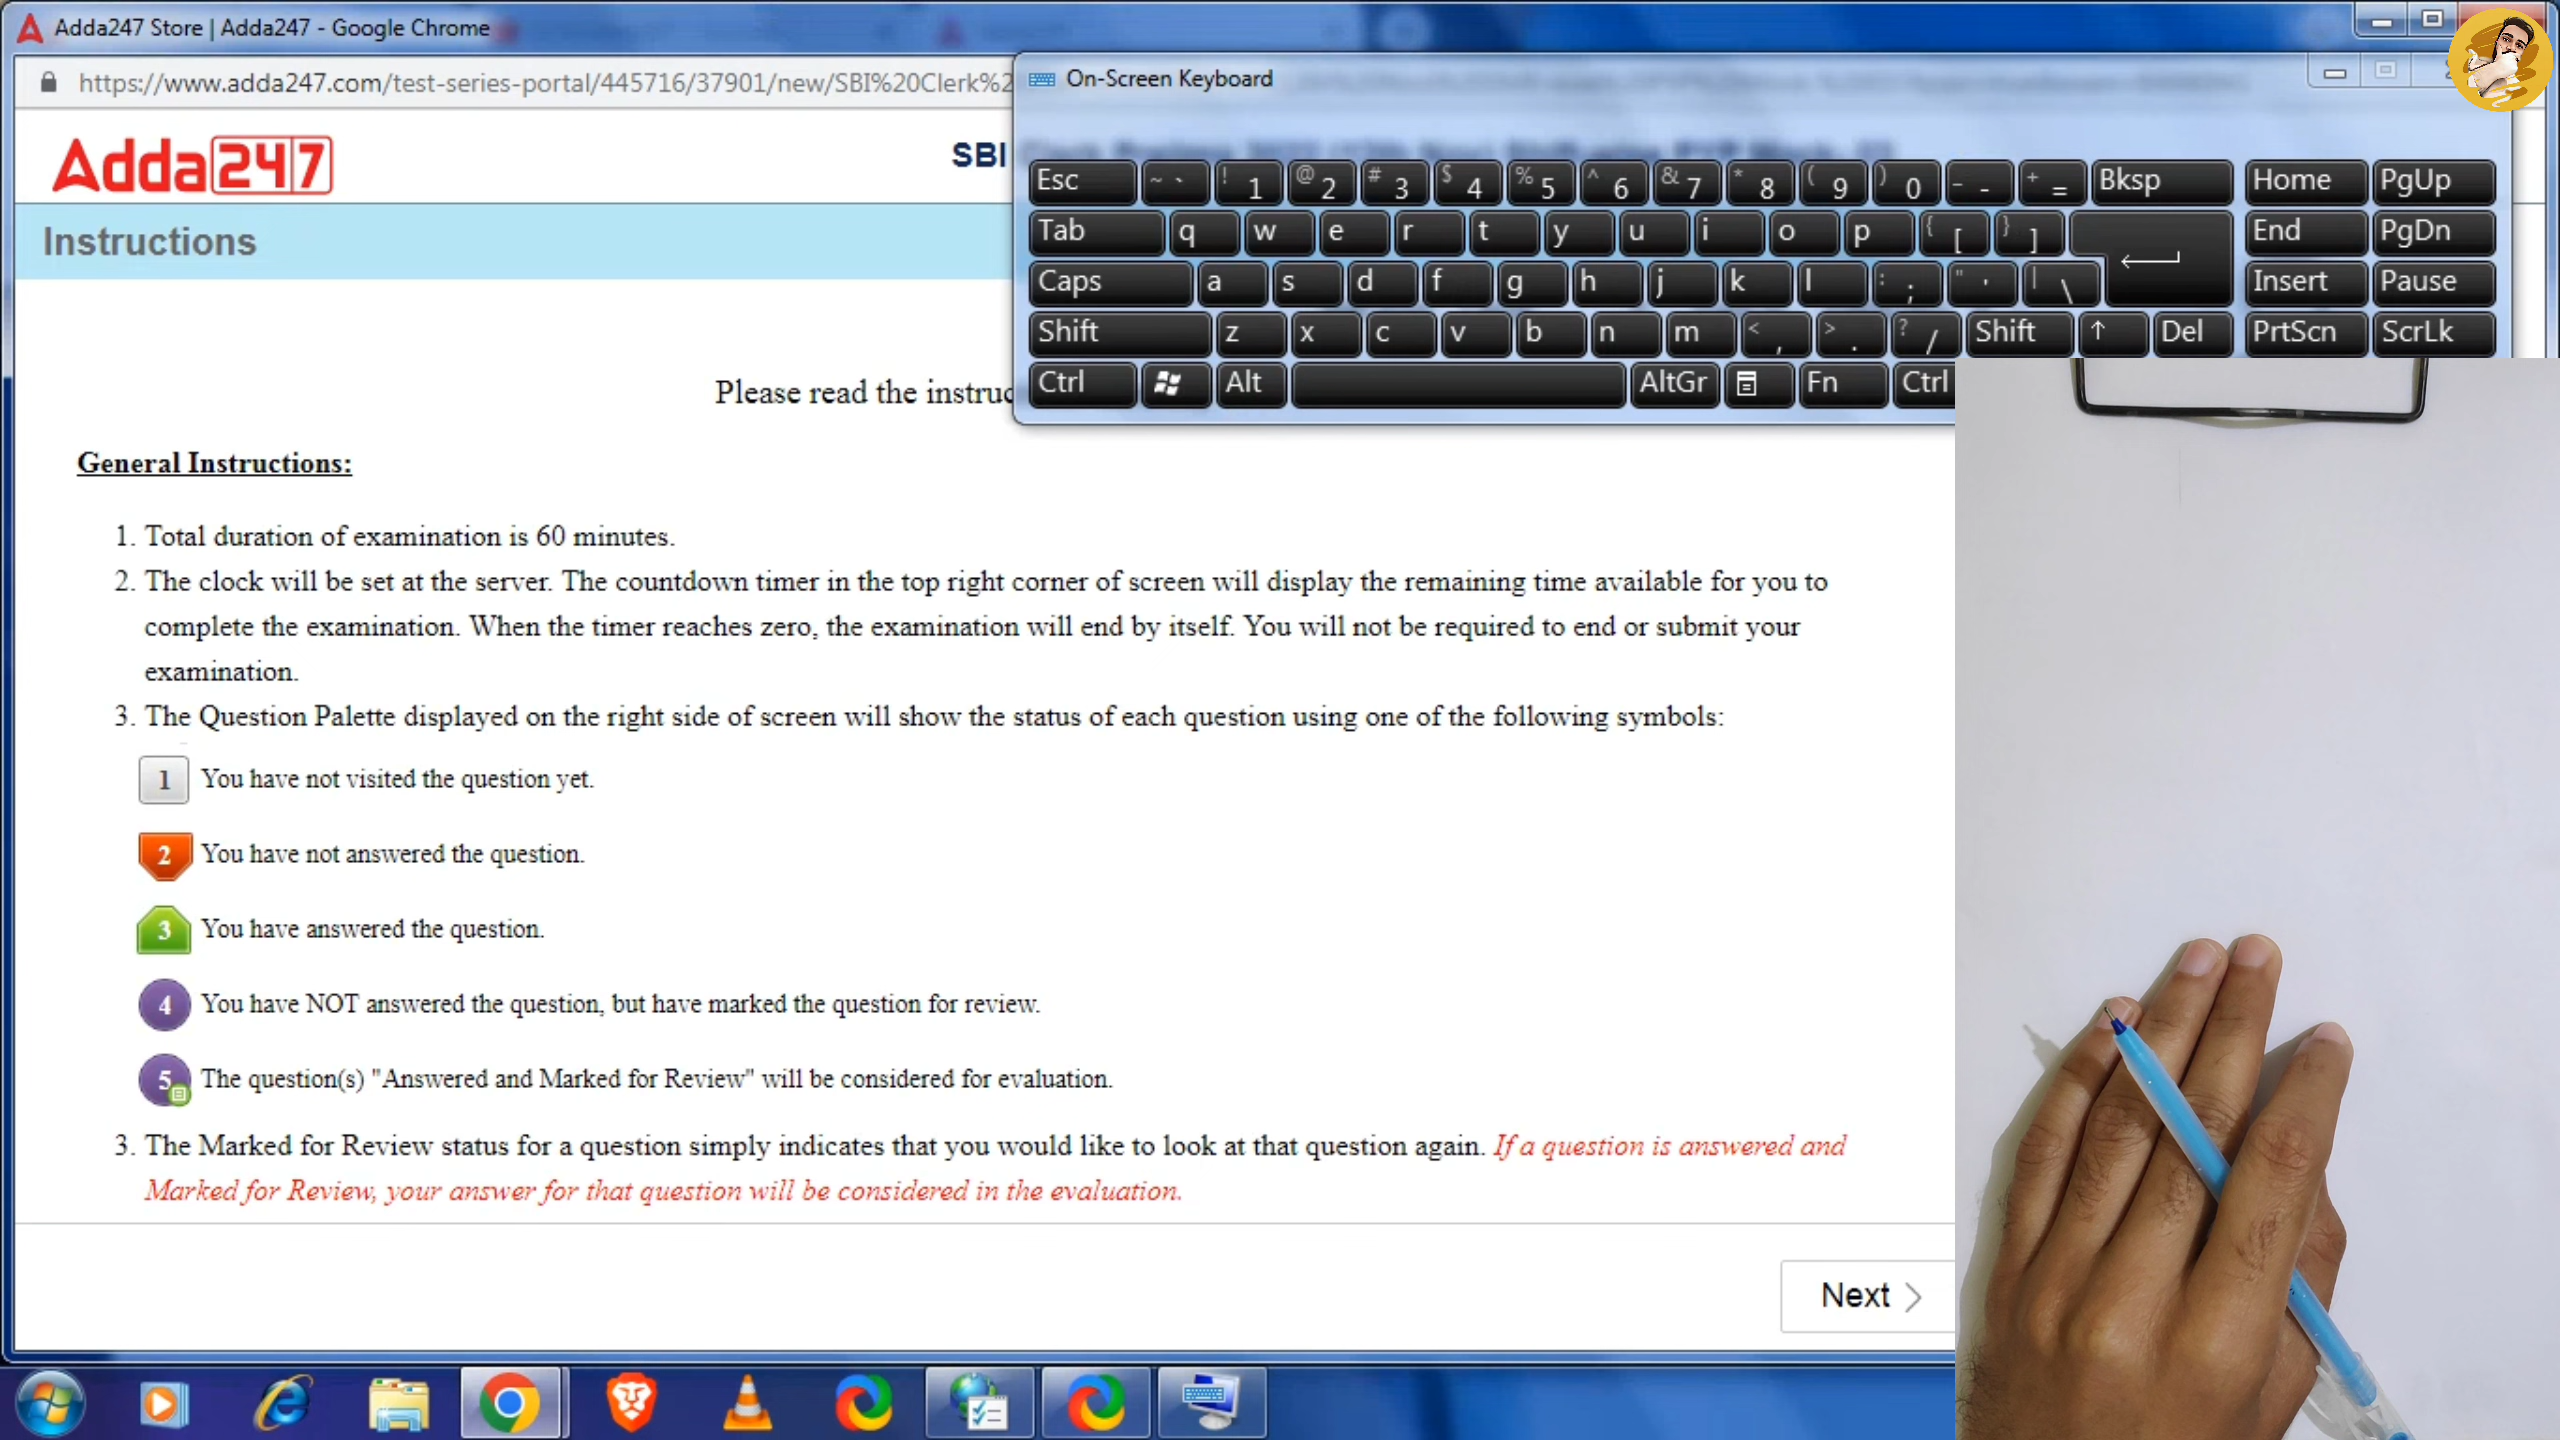 Adda247 Store | Adda247 - Google Chrome
https://www.adda247.com/test-series-portal/445716/37901/new/SBI%20Clerk%2
On-Screen Keyboard
Adda247
SBI
Esc ~ ` ! 1 @ 2 # 3 $ 4 % 5 ^ 6 & 7 * 8 ( 9 ) 0 _ - + = Bksp Home PgUp
Tab q w e r t y u i o p { [ } ] End PgDn
Caps a s d f g h j k l : ; " ' | \ Insert Pause
Shift z x c v b n m < , > . ? / Shift ↑ Del PrtScn ScrLk
Ctrl Alt AltGr Fn Ctrl
Instructions
Please read the instruc
General Instructions:
1. Total duration of examination is 60 minutes.
2. The clock will be set at the server. The countdown timer in the top right corner of screen will display the remaining time available for you to
complete the examination. When the timer reaches zero, the examination will end by itself. You will not be required to end or submit your
examination.
3. The Question Palette displayed on the right side of screen will show the status of each question using one of the following symbols:
1 You have not visited the question yet.
2 You have not answered the question.
3 You have answered the question.
4 You have NOT answered the question, but have marked the question for review.
5 The question(s) "Answered and Marked for Review" will be considered for evaluation.
3. The Marked for Review status for a question simply indicates that you would like to look at that question again. If a question is answered and
Marked for Review, your answer for that question will be considered in the evaluation.
Next